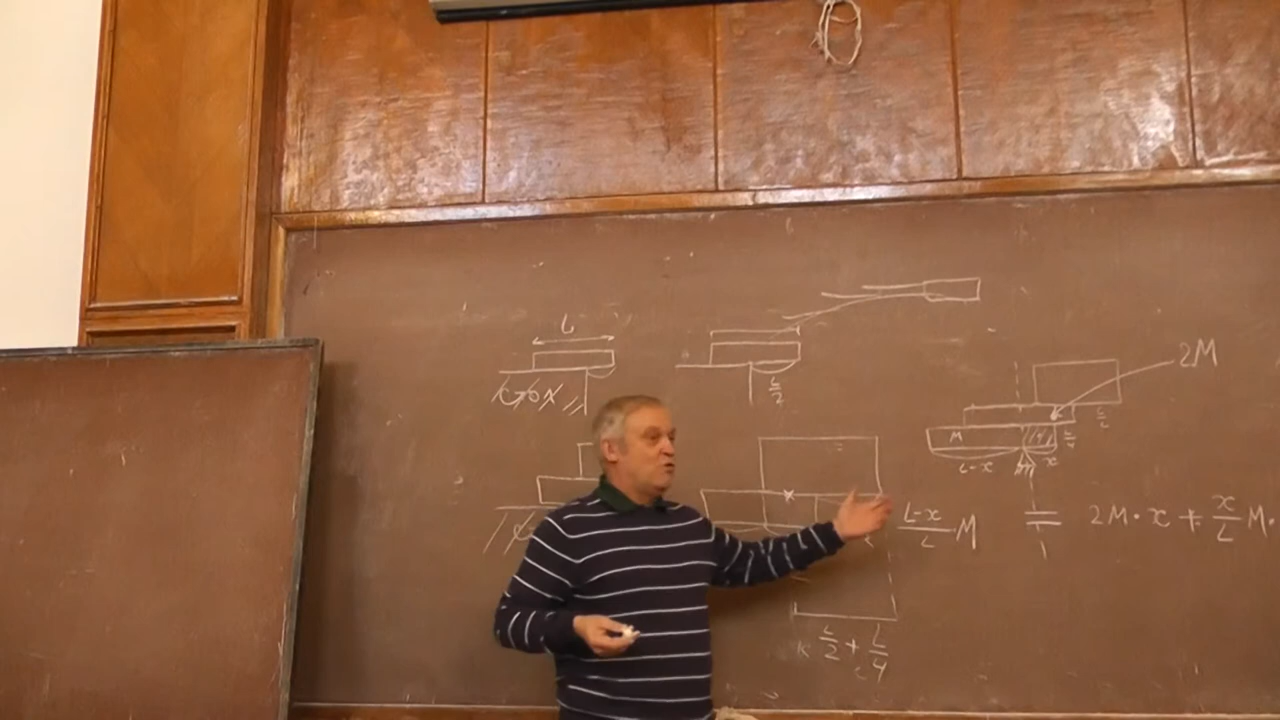 L
L/2
2M
M
L/2
L/4
L-x
x
(L-x)/L M = 2M·x + x/L M·
L/2 + L/4